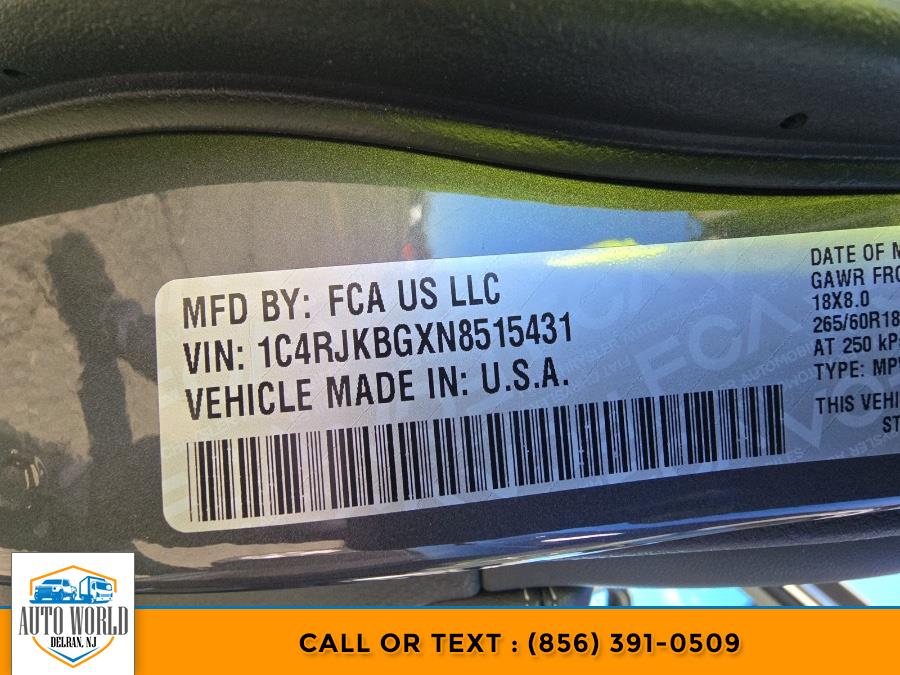 MFD BY: FCA US LLC
VIN: 1C4RJKBGXN8515431
VEHICLE MADE IN: U.S.A.
DATE OF M
GAWR FRO
18X8.0
265/60R18
AT 250 kP
TYPE: MP
THIS VEHI
ST
AUTO WORLD
DELRAN, NJ
CALL OR TEXT : (856) 391-0509